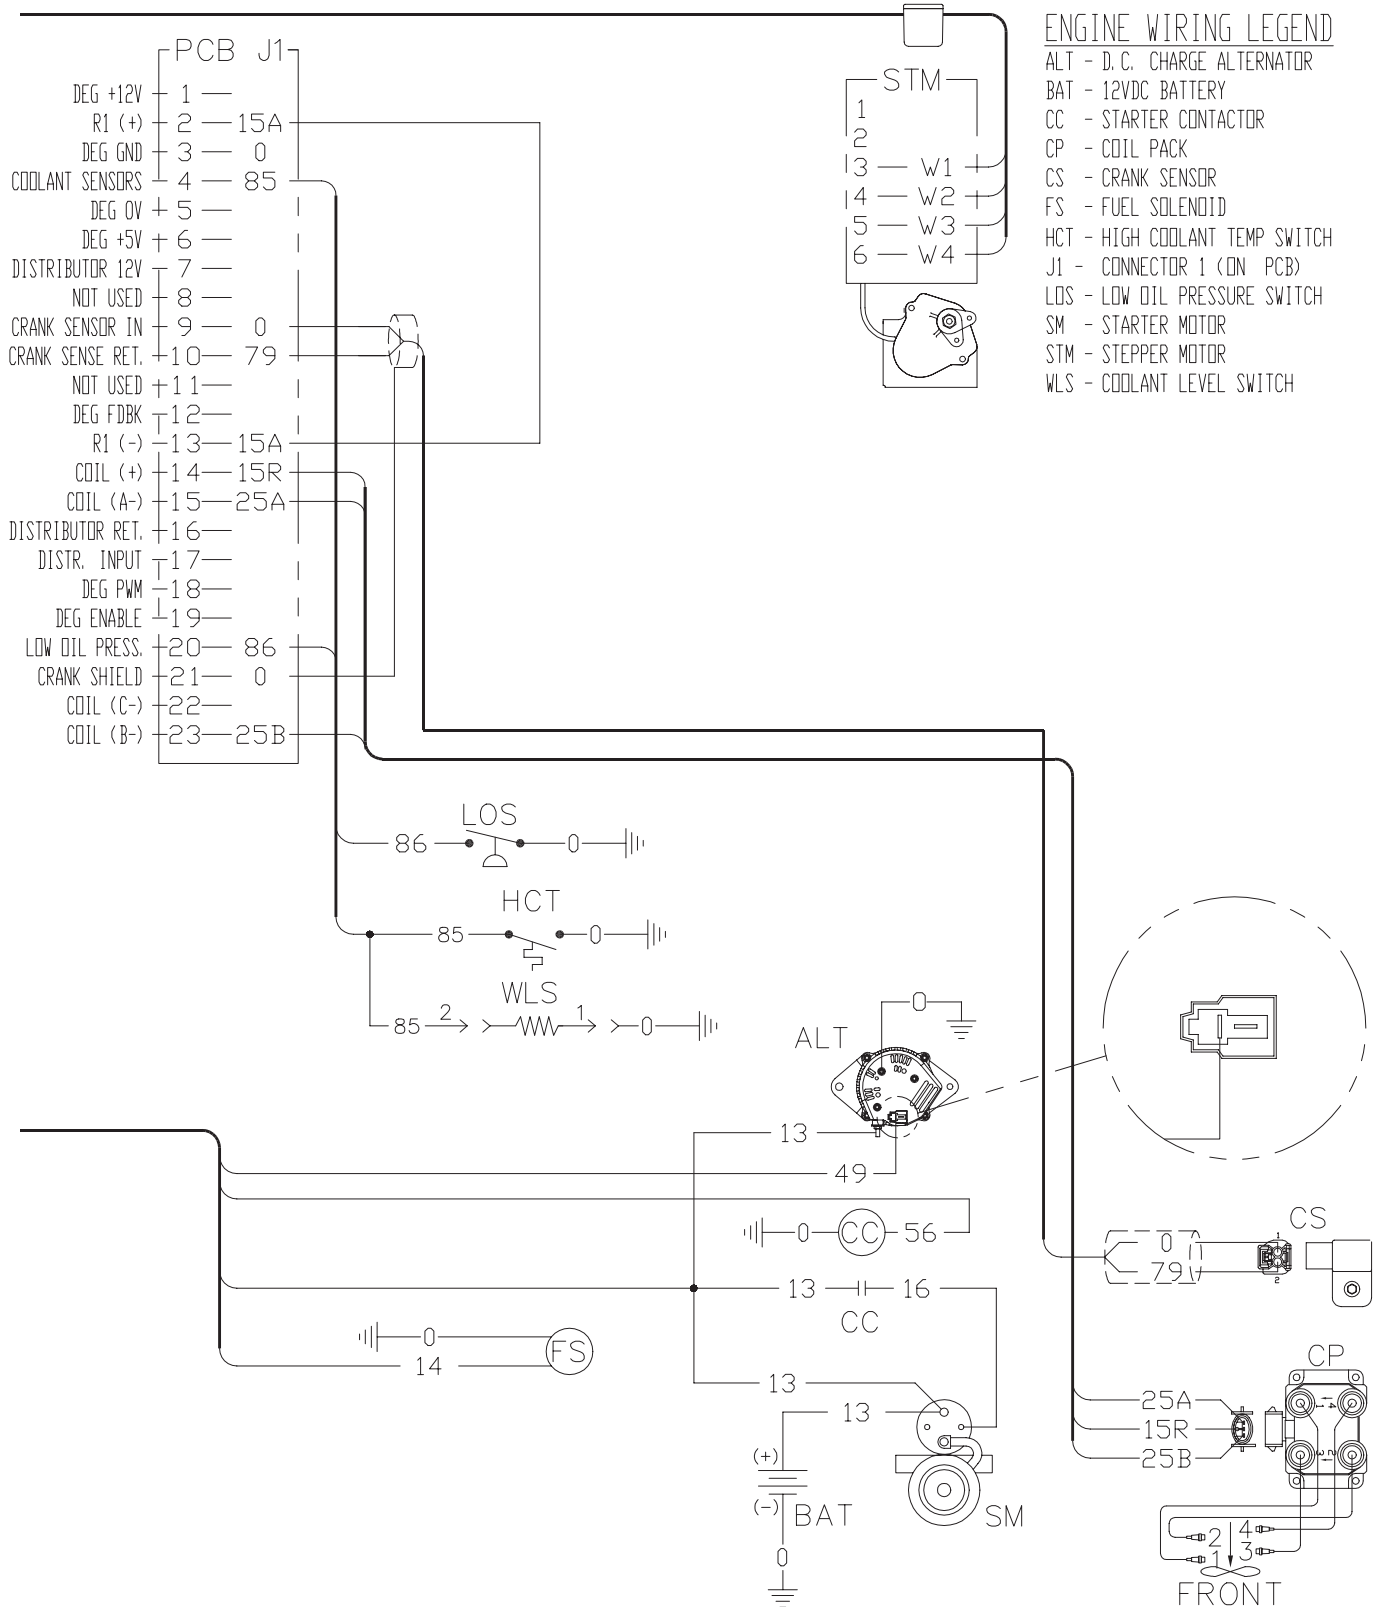 PCB J1
DEG +12V 1
R1 (+) 2 15A
DEG GND 3 0
COOLANT SENSORS 4 85
DEG 0V 5
DEG +5V 6
DISTRIBUTOR 12V 7
NOT USED 8
CRANK SENSOR IN 9 0
CRANK SENSE RET. 10 79
NOT USED 11
DEG FDBK 12
R1 (-) 13 15A
COIL (+) 14 15R
COIL (A-) 15 25A
DISTRIBUTOR RET. 16
DISTR. INPUT 17
DEG PWM 18
DEG ENABLE 19
LOW OIL PRESS. 20 86
CRANK SHIELD 21 0
COIL (C-) 22
COIL (B-) 23 25B
STM
1
2
3 W1
4 W2
5 W3
6 W4
ENGINE WIRING LEGEND
ALT - D.C. CHARGE ALTERNATOR
BAT - 12VDC BATTERY
CC - STARTER CONTACTOR
CP - COIL PACK
CS - CRANK SENSOR
FS - FUEL SOLENOID
HCT - HIGH COOLANT TEMP SWITCH
J1 - CONNECTOR 1 (ON PCB)
LOS - LOW OIL PRESSURE SWITCH
SM - STARTER MOTOR
STM - STEPPER MOTOR
WLS - COOLANT LEVEL SWITCH
LOS
86 0
HCT
85 0
WLS
85 2 1 0
0
ALT
13
49
0 CC 56
13 16
CC
0
14 FS
13
13
(+)
(-)
BAT
SM
0
CS
0
79
1
2
CP
25A
15R
25B
1 4
3 2
2 4
1 3
FRONT